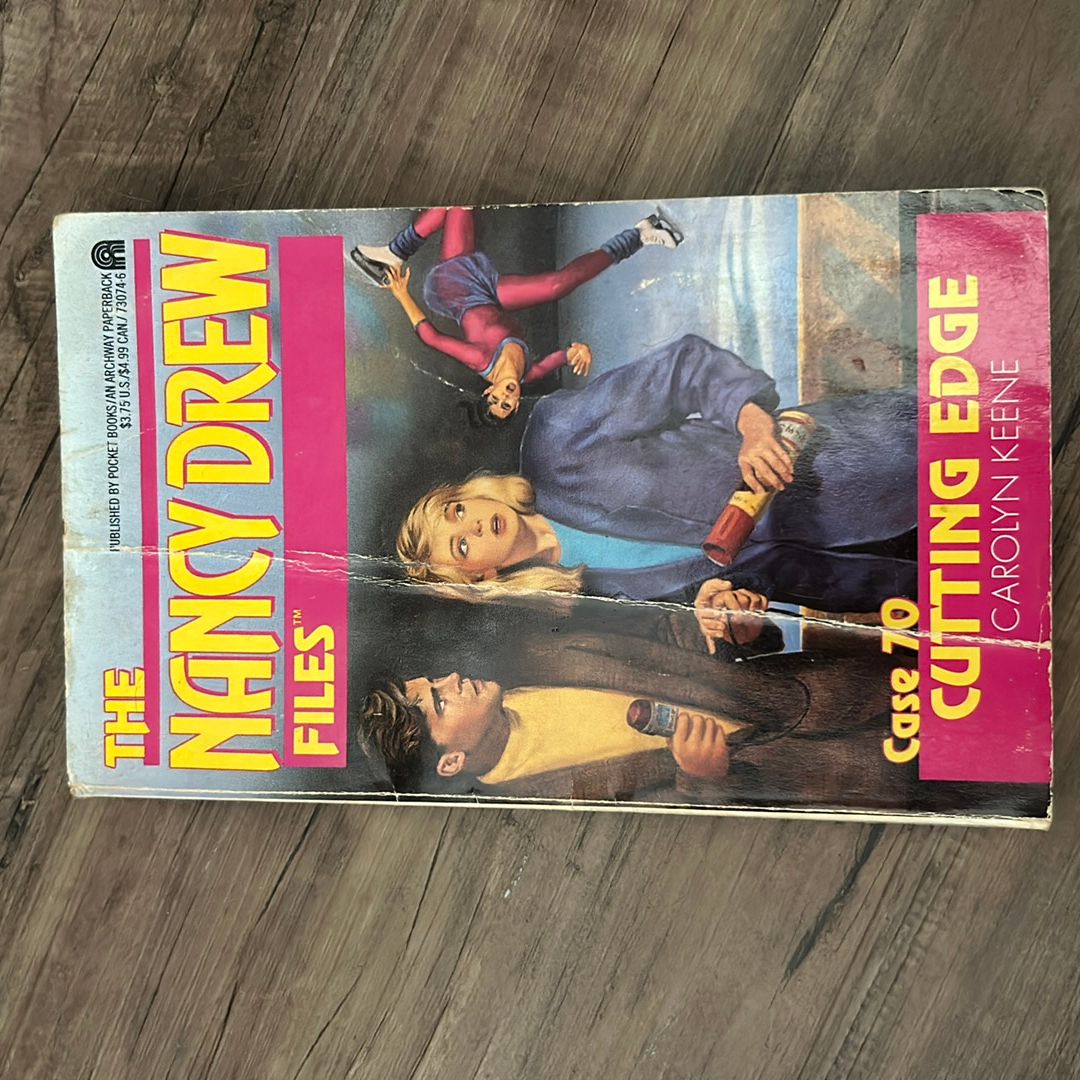 PUBLISHED BY POCKET BOOKS/AN ARCHWAY PAPERBACK
$3.75 U.S./$4.99 CAN./ 73074-6
THE
NANCY DREW
FILES™
Case 70
CUTTING EDGE
CAROLYN KEENE